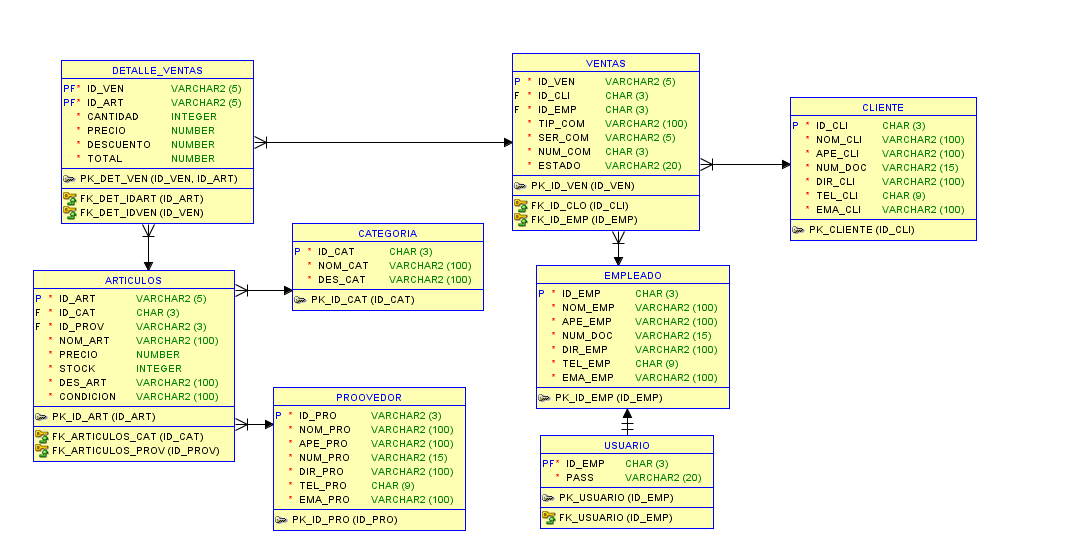 DETALLE_VENTAS
PF* ID_VEN VARCHAR2 (5)
PF* ID_ART VARCHAR2 (5)
* CANTIDAD INTEGER
* PRECIO NUMBER
* DESCUENTO NUMBER
* TOTAL NUMBER
PK_DET_VEN (ID_VEN, ID_ART)
FK_DET_IDART (ID_ART)
FK_DET_IDVEN (ID_VEN)
VENTAS
P * ID_VEN VARCHAR2 (5)
F * ID_CLI CHAR (3)
F * ID_EMP CHAR (3)
* TIP_COM VARCHAR2 (100)
* SER_COM VARCHAR2 (5)
* NUM_COM CHAR (3)
* ESTADO VARCHAR2 (20)
PK_ID_VEN (ID_VEN)
FK_ID_CLO (ID_CLI)
FK_ID_EMP (ID_EMP)
CLIENTE
P * ID_CLI CHAR (3)
* NOM_CLI VARCHAR2 (100)
* APE_CLI VARCHAR2 (100)
* NUM_DOC VARCHAR2 (15)
* DIR_CLI VARCHAR2 (100)
* TEL_CLI CHAR (9)
* EMA_CLI VARCHAR2 (100)
PK_CLIENTE (ID_CLI)
CATEGORIA
P * ID_CAT CHAR (3)
* NOM_CAT VARCHAR2 (100)
* DES_CAT VARCHAR2 (100)
PK_ID_CAT (ID_CAT)
ARTICULOS
P * ID_ART VARCHAR2 (5)
F * ID_CAT CHAR (3)
F * ID_PROV VARCHAR2 (3)
* NOM_ART VARCHAR2 (100)
* PRECIO NUMBER
* STOCK INTEGER
* DES_ART VARCHAR2 (100)
* CONDICION VARCHAR2 (100)
PK_ID_ART (ID_ART)
FK_ARTICULOS_CAT (ID_CAT)
FK_ARTICULOS_PROV (ID_PROV)
EMPLEADO
P * ID_EMP CHAR (3)
* NOM_EMP VARCHAR2 (100)
* APE_EMP VARCHAR2 (100)
* NUM_DOC VARCHAR2 (15)
* DIR_EMP VARCHAR2 (100)
* TEL_EMP CHAR (9)
* EMA_EMP VARCHAR2 (100)
PK_ID_EMP (ID_EMP)
PROOVEDOR
P * ID_PRO VARCHAR2 (3)
* NOM_PRO VARCHAR2 (100)
* APE_PRO VARCHAR2 (100)
* NUM_PRO VARCHAR2 (15)
* DIR_PRO VARCHAR2 (100)
* TEL_PRO CHAR (9)
* EMA_PRO VARCHAR2 (100)
PK_ID_PRO (ID_PRO)
USUARIO
PF* ID_EMP CHAR (3)
* PASS VARCHAR2 (20)
PK_USUARIO (ID_EMP)
FK_USUARIO (ID_EMP)